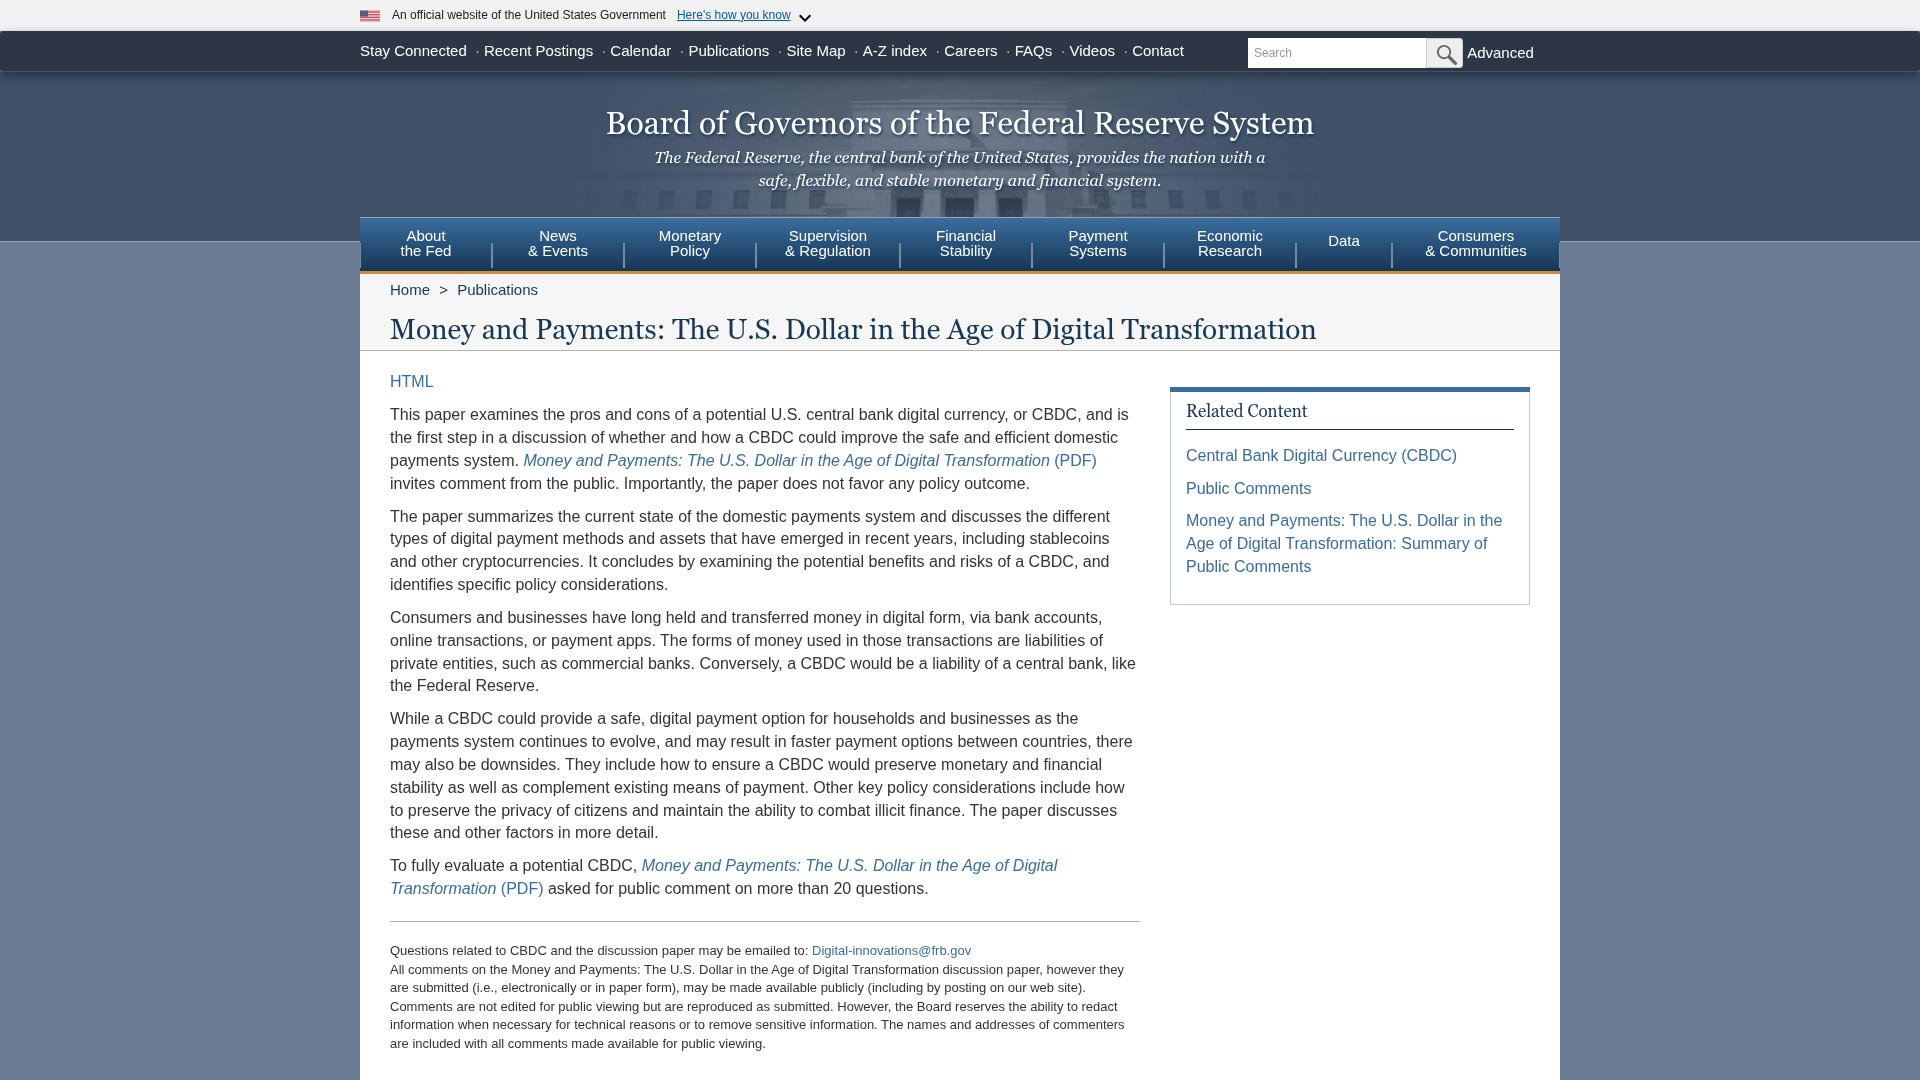 An official website of the United States Government Here's how you know
Stay Connected · Recent Postings · Calendar · Publications · Site Map · A-Z index · Careers · FAQs · Videos · Contact
Search
Advanced
Board of Governors of the Federal Reserve System
The Federal Reserve, the central bank of the United States, provides the nation with a
safe, flexible, and stable monetary and financial system.
About
the Fed
News
& Events
Monetary
Policy
Supervision
& Regulation
Financial
Stability
Payment
Systems
Economic
Research
Data
Consumers
& Communities
Home > Publications
Money and Payments: The U.S. Dollar in the Age of Digital Transformation
HTML
This paper examines the pros and cons of a potential U.S. central bank digital currency, or CBDC, and is
the first step in a discussion of whether and how a CBDC could improve the safe and efficient domestic
payments system. Money and Payments: The U.S. Dollar in the Age of Digital Transformation (PDF)
invites comment from the public. Importantly, the paper does not favor any policy outcome.
The paper summarizes the current state of the domestic payments system and discusses the different
types of digital payment methods and assets that have emerged in recent years, including stablecoins
and other cryptocurrencies. It concludes by examining the potential benefits and risks of a CBDC, and
identifies specific policy considerations.
Consumers and businesses have long held and transferred money in digital form, via bank accounts,
online transactions, or payment apps. The forms of money used in those transactions are liabilities of
private entities, such as commercial banks. Conversely, a CBDC would be a liability of a central bank, like
the Federal Reserve.
While a CBDC could provide a safe, digital payment option for households and businesses as the
payments system continues to evolve, and may result in faster payment options between countries, there
may also be downsides. They include how to ensure a CBDC would preserve monetary and financial
stability as well as complement existing means of payment. Other key policy considerations include how
to preserve the privacy of citizens and maintain the ability to combat illicit finance. The paper discusses
these and other factors in more detail.
To fully evaluate a potential CBDC, Money and Payments: The U.S. Dollar in the Age of Digital
Transformation (PDF) asked for public comment on more than 20 questions.
Questions related to CBDC and the discussion paper may be emailed to: Digital-innovations@frb.gov
All comments on the Money and Payments: The U.S. Dollar in the Age of Digital Transformation discussion paper, however they
are submitted (i.e., electronically or in paper form), may be made available publicly (including by posting on our web site).
Comments are not edited for public viewing but are reproduced as submitted. However, the Board reserves the ability to redact
information when necessary for technical reasons or to remove sensitive information. The names and addresses of commenters
are included with all comments made available for public viewing.
Related Content
Central Bank Digital Currency (CBDC)
Public Comments
Money and Payments: The U.S. Dollar in the
Age of Digital Transformation: Summary of
Public Comments